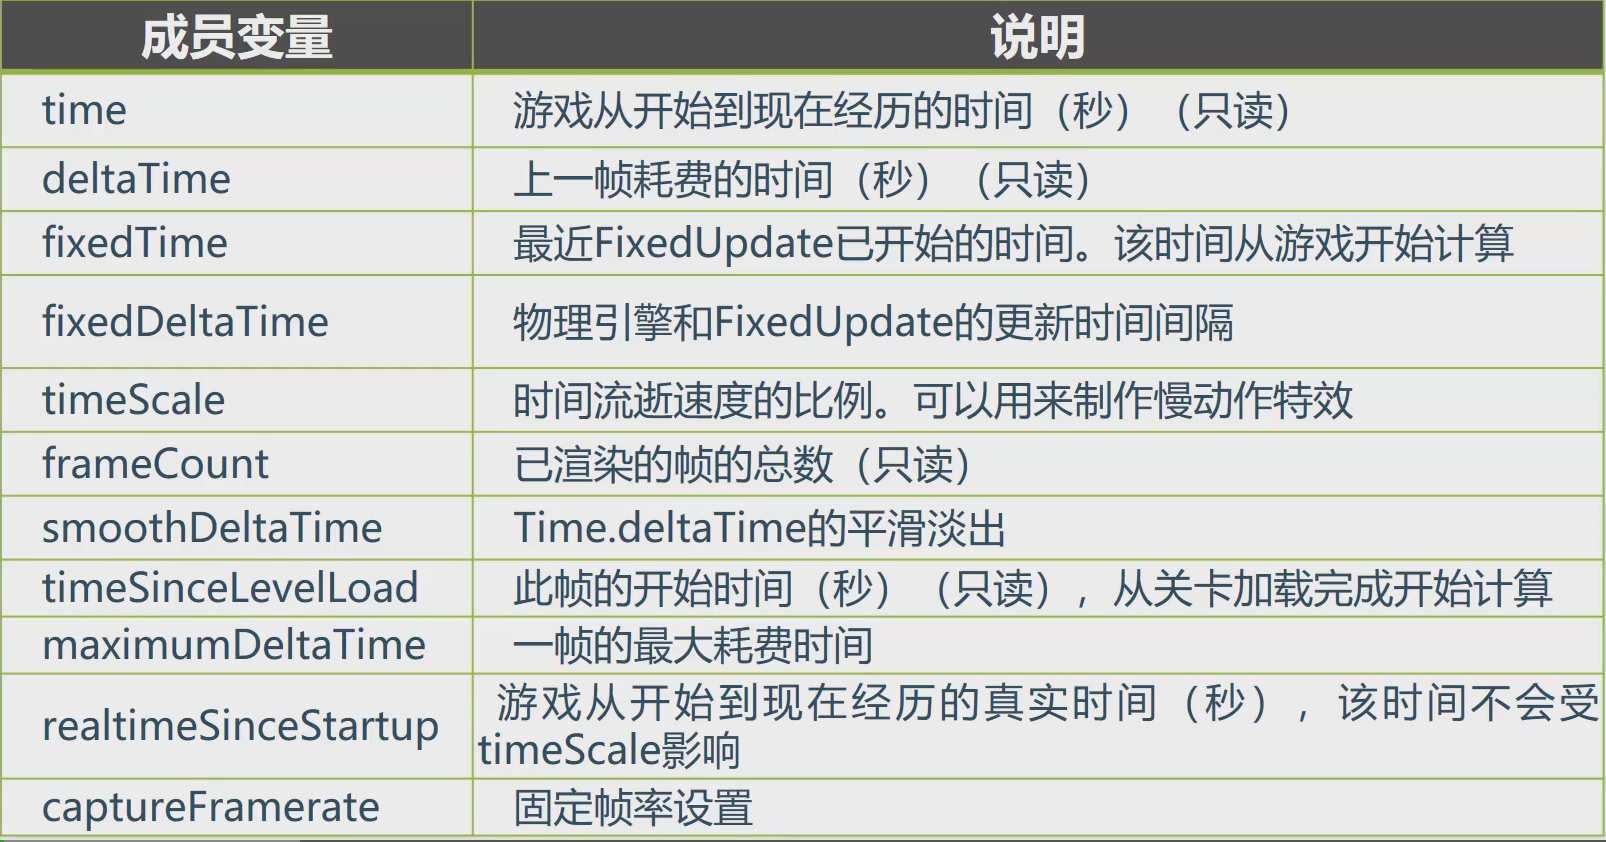 成员变量 说明
time 游戏从开始到现在经历的时间（秒）（只读）
deltaTime 上一帧耗费的时间（秒）（只读）
fixedTime 最近FixedUpdate已开始的时间。该时间从游戏开始计算
fixedDeltaTime 物理引擎和FixedUpdate的更新时间间隔
timeScale 时间流逝速度的比例。可以用来制作慢动作特效
frameCount 已渲染的帧的总数（只读）
smoothDeltaTime Time.deltaTime的平滑淡出
timeSinceLevelLoad 此帧的开始时间（秒）（只读），从关卡加载完成开始计算
maximumDeltaTime 一帧的最大耗费时间
realtimeSinceStartup 游戏从开始到现在经历的真实时间（秒），该时间不会受
timeScale影响
captureFramerate 固定帧率设置